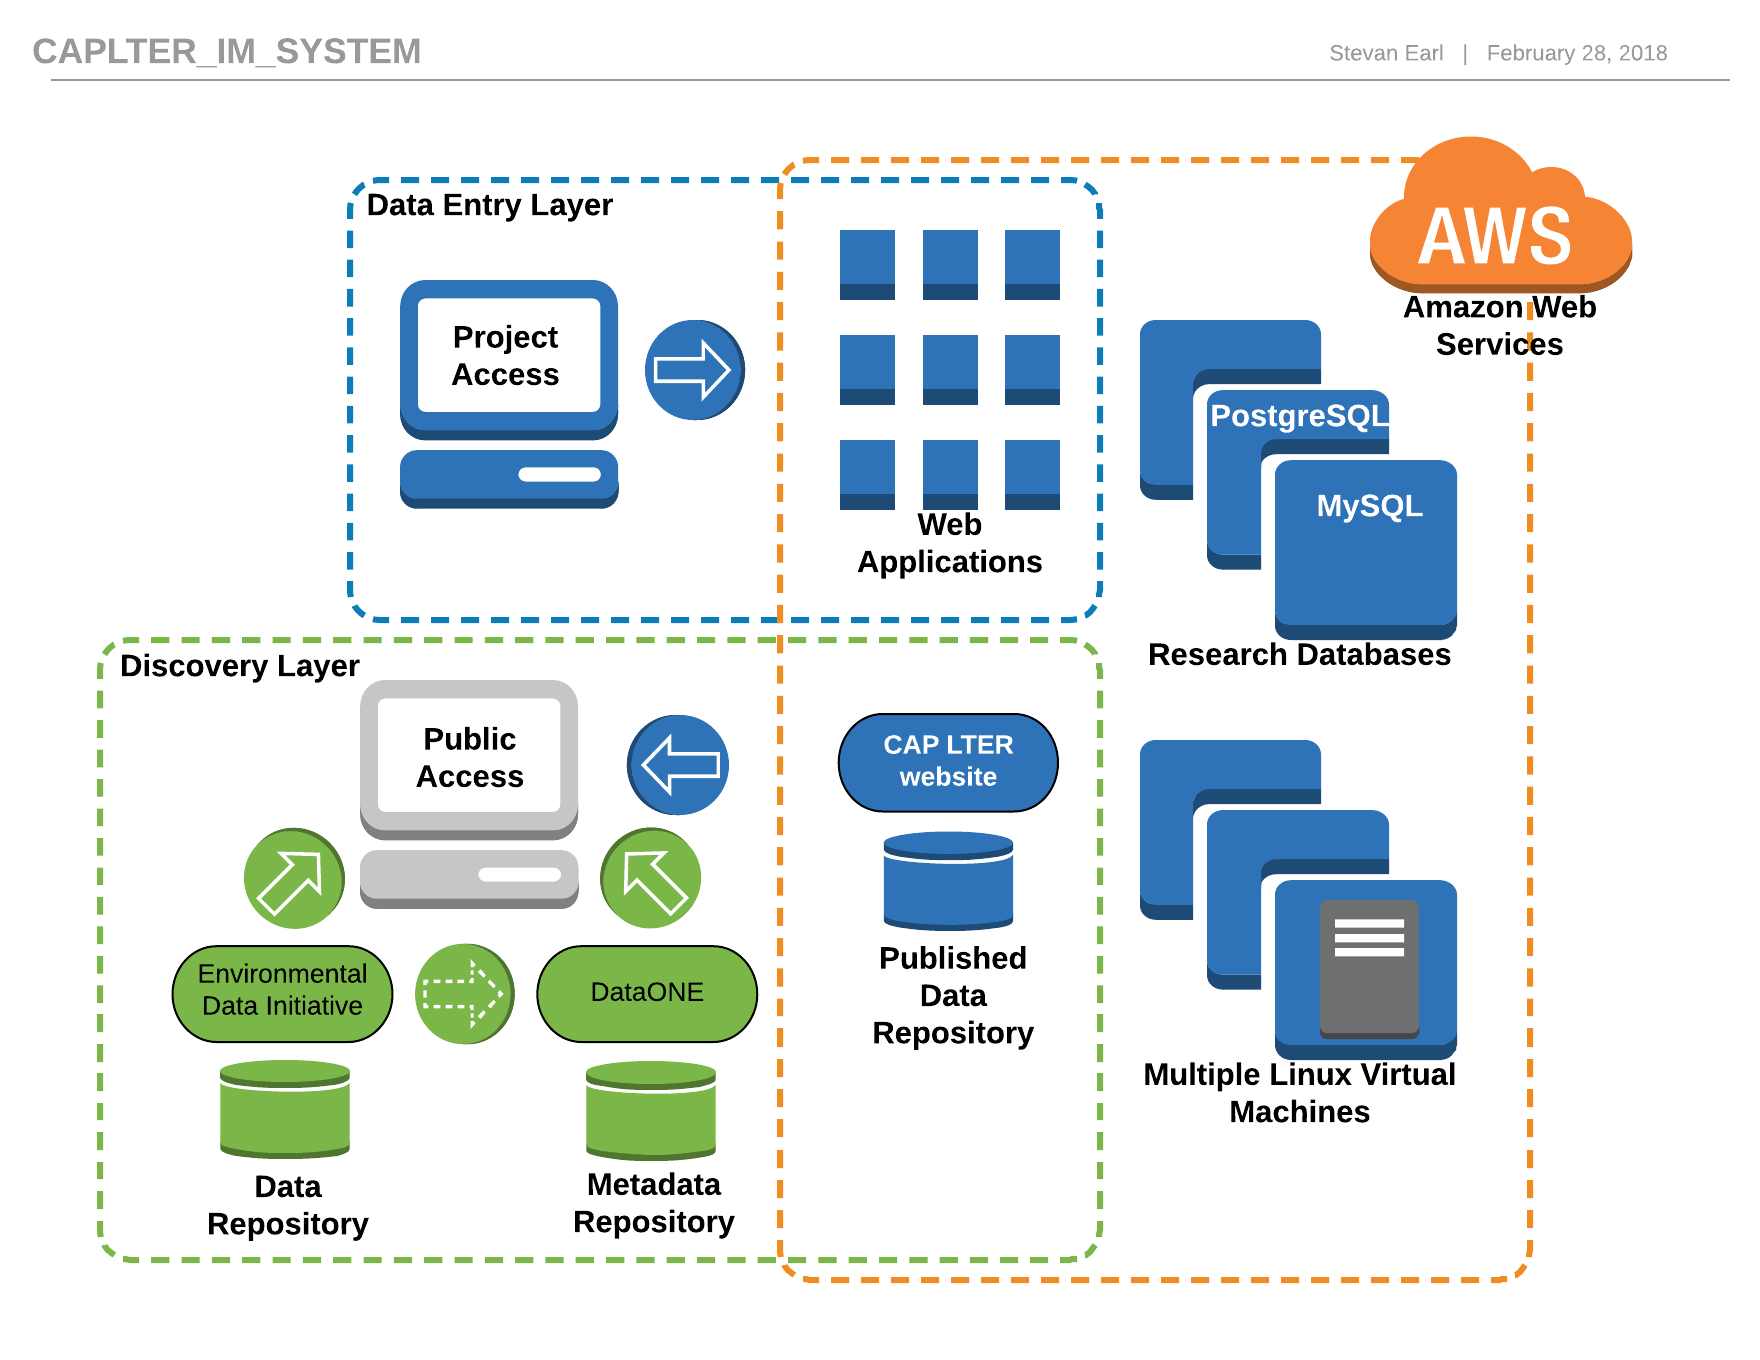 CAPLTER_IM_SYSTEM
Stevan Earl | February 28, 2018
Data Entry Layer
Project
Access
Web
Applications
AWS
Amazon Web
Services
PostgreSQL
MySQL
Research Databases
Discovery Layer
Public
Access
CAP LTER
website
Published
Data
Repository
Environmental
Data Initiative
DataONE
Data
Repository
Metadata
Repository
Multiple Linux Virtual
Machines